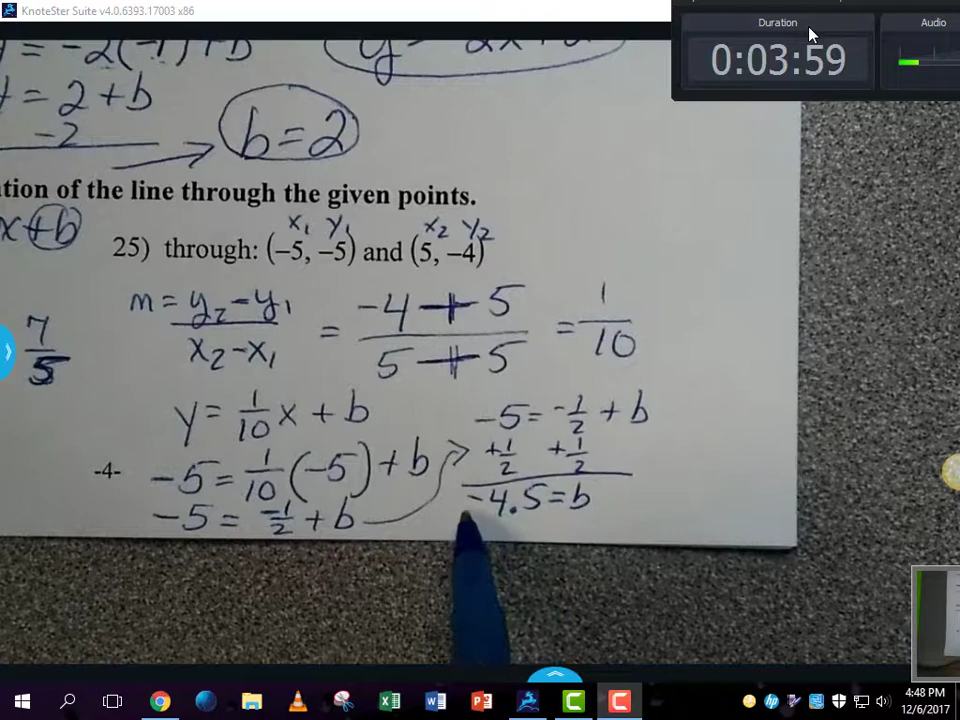 KnoteSter Suite v4.0.6393.17003 x86
Duration
Audio
0:03:59
= -2(-1) + b
= 2 + b
-2
b = 2
ation of the line through the given points.
x + b
x₁ y₁ x₂ y₂
25) through: (−5, −5) and (5, −4)
m = y₂ - y₁ / x₂ - x₁ = -4 + 5 / 5 + 5 = 1/10
7/5
y = 1/10 x + b
-5 = 1/10 (-5) + b
-5 = -1/2 + b
-5 = -1/2 + b
+1/2 +1/2
-4.5 = b
-4-
4:48 PM
12/6/2017